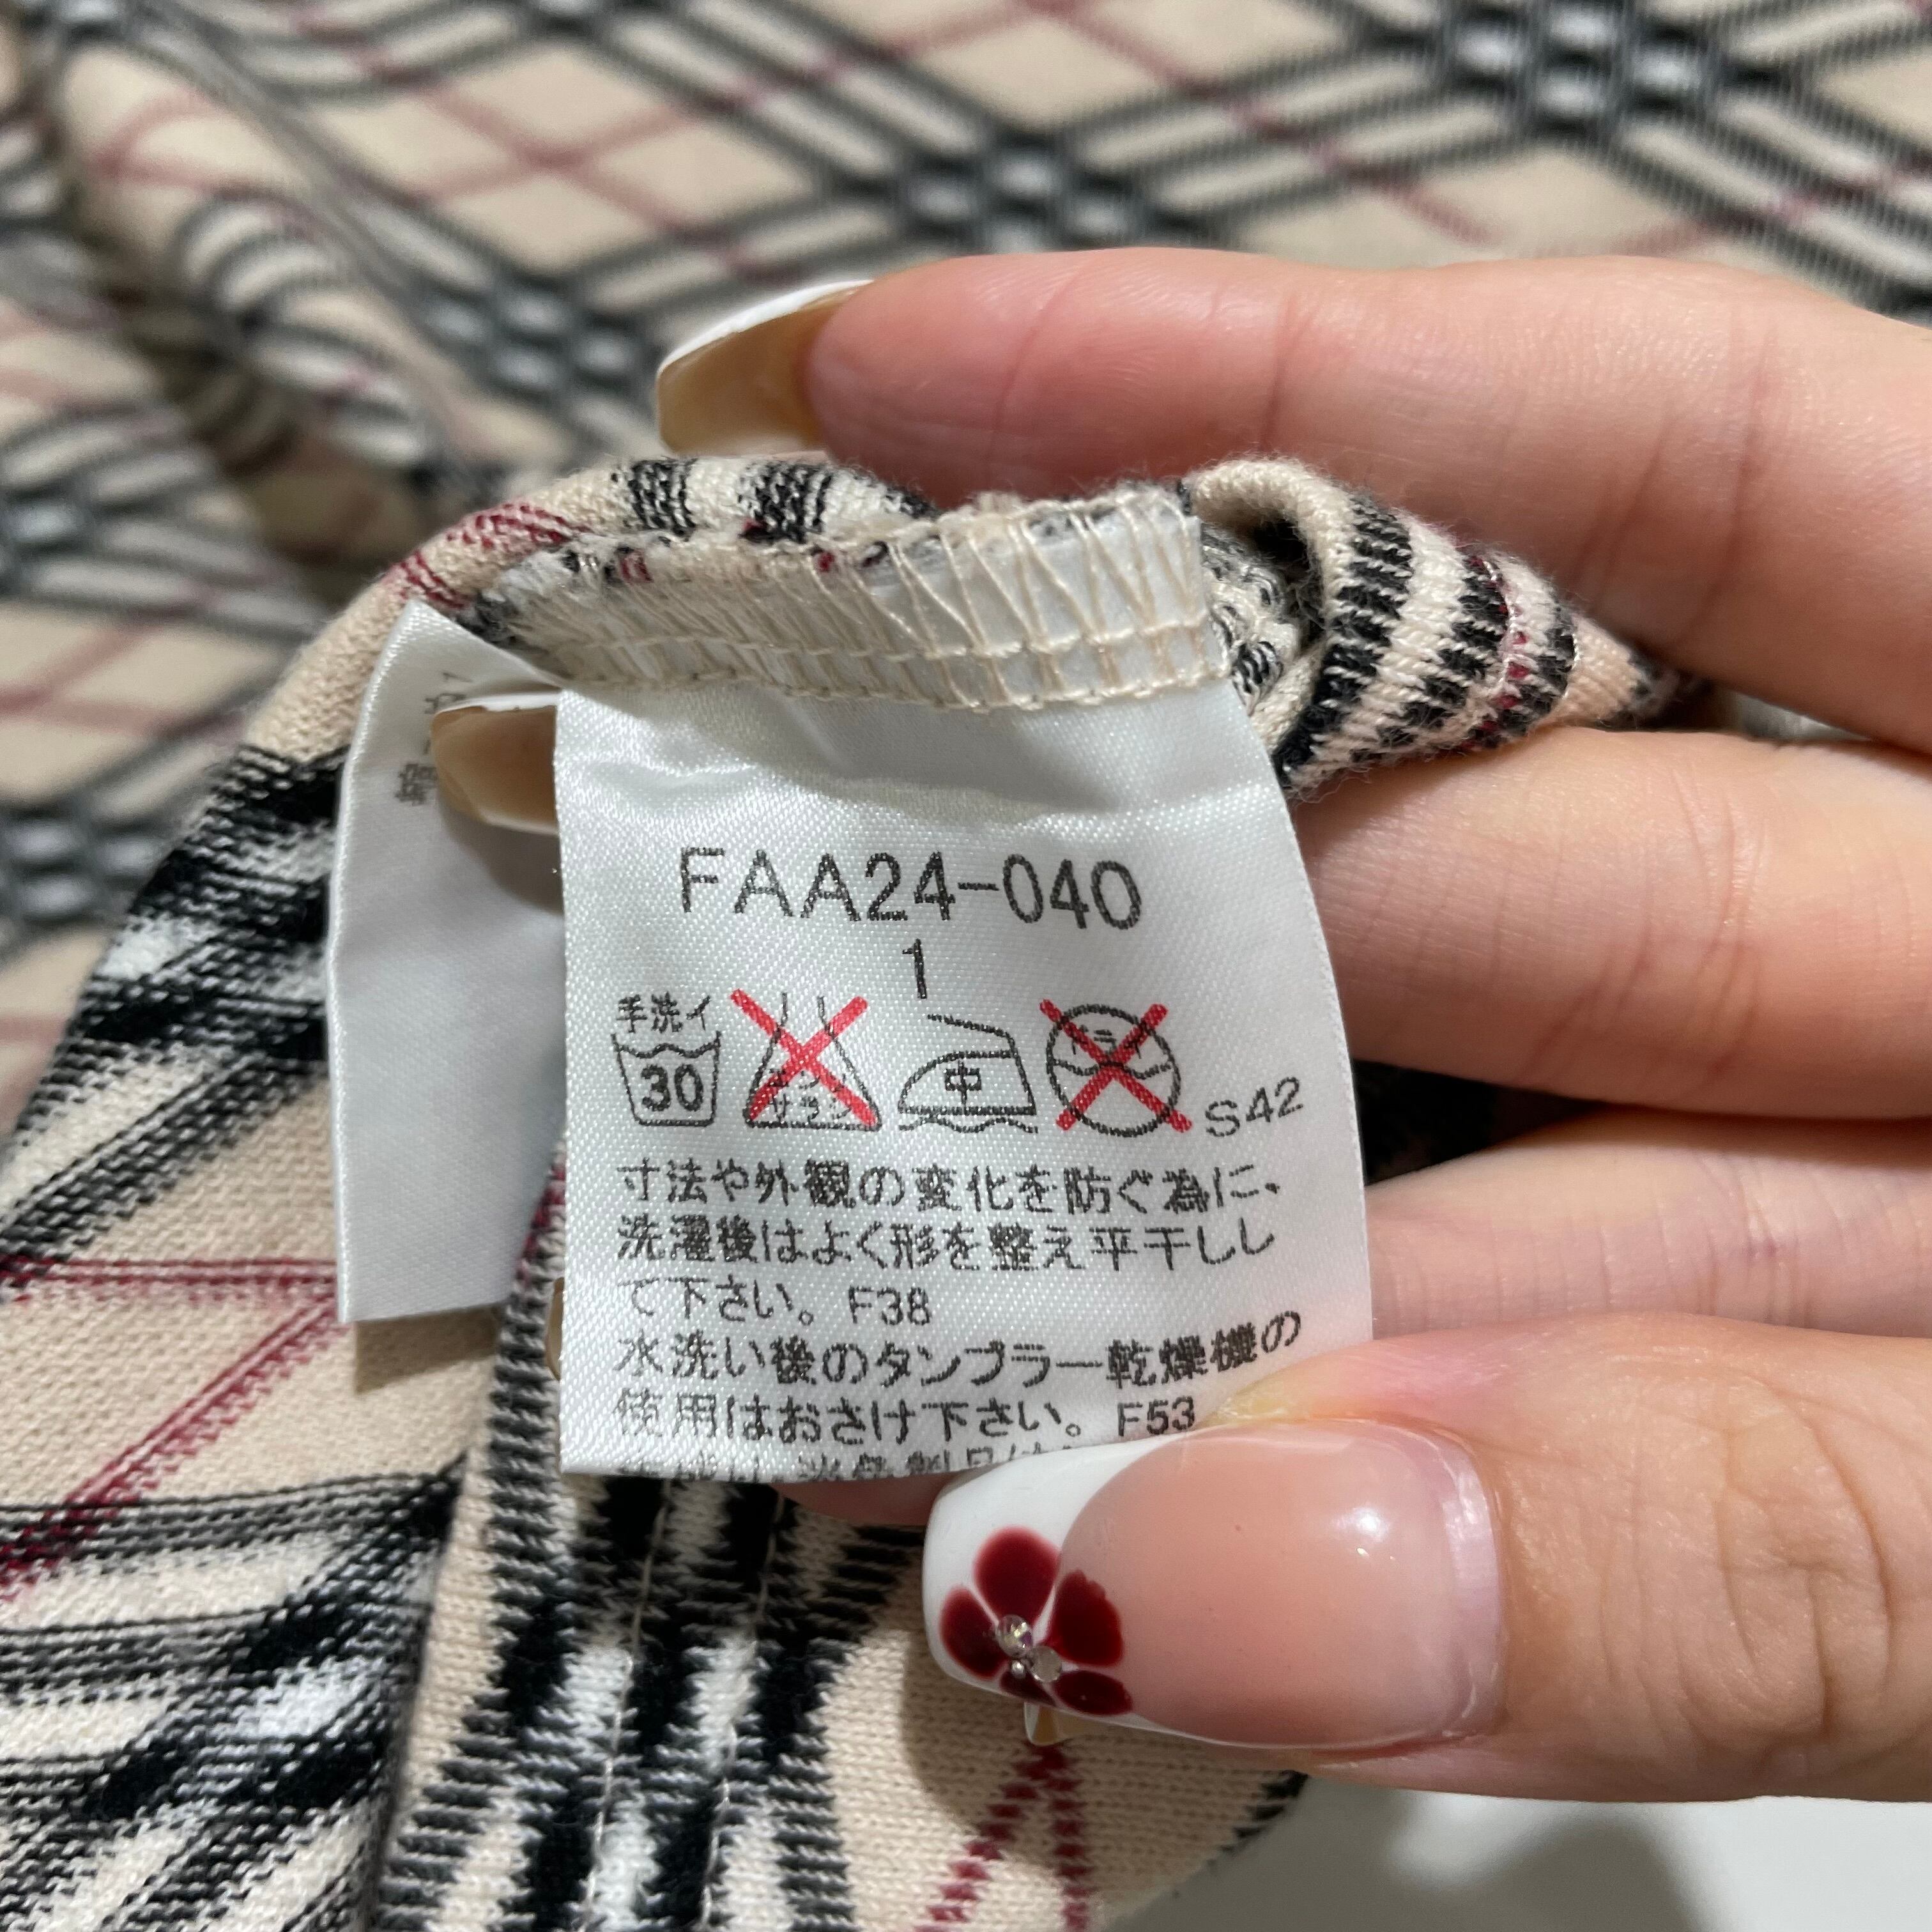 FAA24-040
1
手洗イ
30
中
ドライ
S42
寸法や外観の変化を防ぐ為に、
洗濯後はよく形を整え平干しし
て下さい。 F38
水洗い後のタンブラー乾燥機の
使用はおさけ下さい。 F53